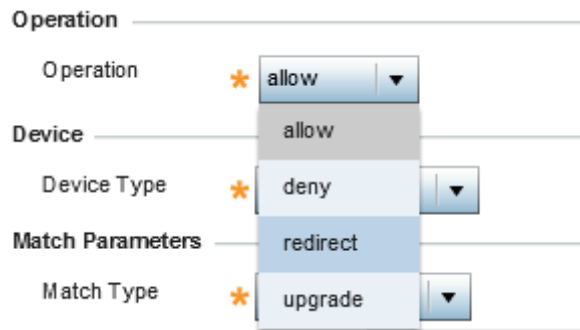 Operation
Operation * allow
allow
Device
Device Type * deny
Match Parameters redirect
Match Type * upgrade